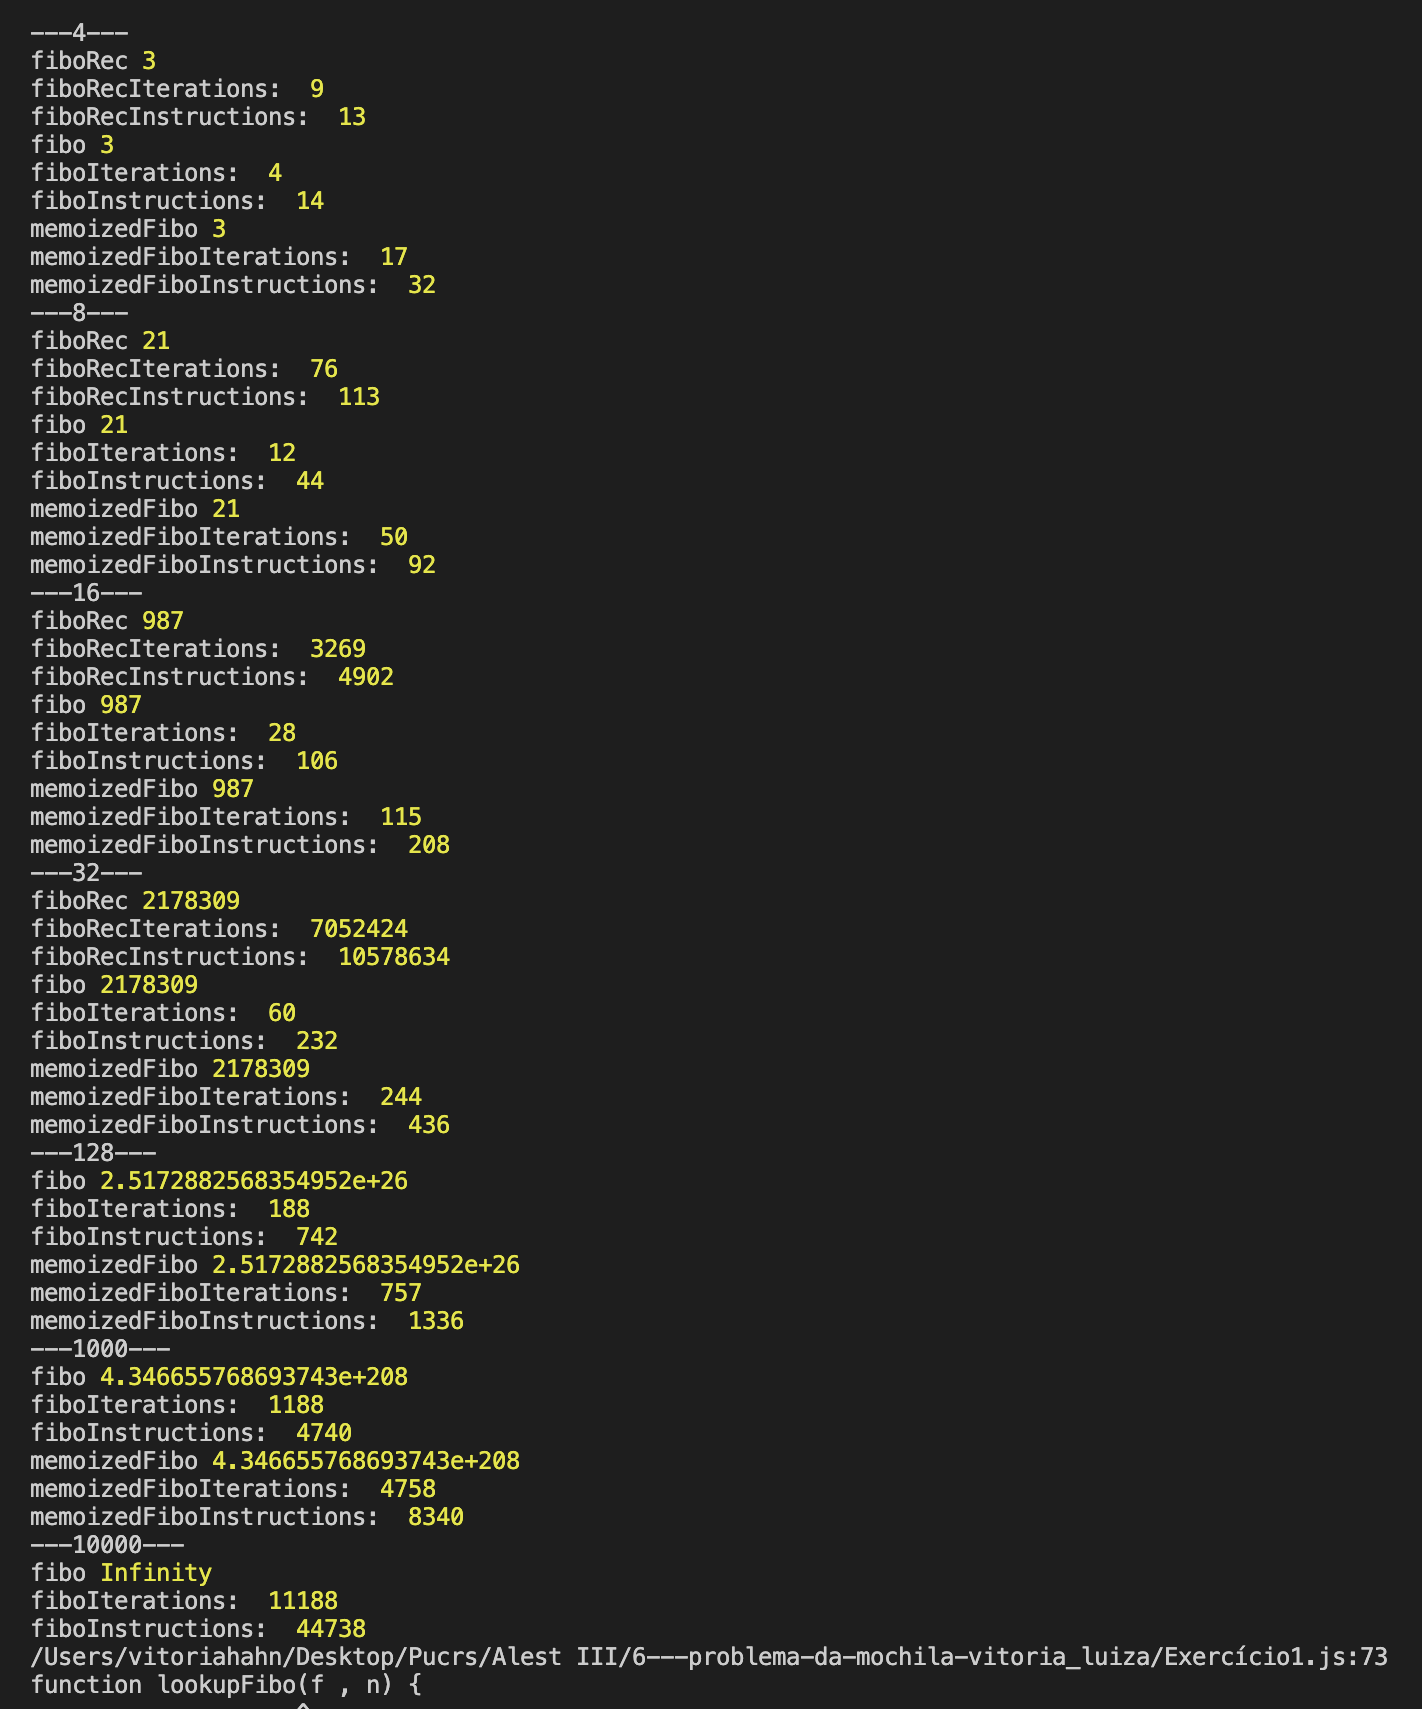 ---4---
fiboRec 3
fiboRecIterations:  9
fiboRecInstructions:  13
fibo 3
fiboIterations:  4
fiboInstructions:  14
memoizedFibo 3
memoizedFiboIterations:  17
memoizedFiboInstructions:  32
---8---
fiboRec 21
fiboRecIterations:  76
fiboRecInstructions:  113
fibo 21
fiboIterations:  12
fiboInstructions:  44
memoizedFibo 21
memoizedFiboIterations:  50
memoizedFiboInstructions:  92
---16---
fiboRec 987
fiboRecIterations:  3269
fiboRecInstructions:  4902
fibo 987
fiboIterations:  28
fiboInstructions:  106
memoizedFibo 987
memoizedFiboIterations:  115
memoizedFiboInstructions:  208
---32---
fiboRec 2178309
fiboRecIterations:  7052424
fiboRecInstructions:  10578634
fibo 2178309
fiboIterations:  60
fiboInstructions:  232
memoizedFibo 2178309
memoizedFiboIterations:  244
memoizedFiboInstructions:  436
---128---
fibo 2.5172882568354952e+26
fiboIterations:  188
fiboInstructions:  742
memoizedFibo 2.5172882568354952e+26
memoizedFiboIterations:  757
memoizedFiboInstructions:  1336
---1000---
fibo 4.346655768693743e+208
fiboIterations:  1188
fiboInstructions:  4740
memoizedFibo 4.346655768693743e+208
memoizedFiboIterations:  4758
memoizedFiboInstructions:  8340
---10000---
fibo Infinity
fiboIterations:  11188
fiboInstructions:  44738
/Users/vitoriahahn/Desktop/Pucrs/Alest III/6---problema-da-mochila-vitoria_luiza/Exercício1.js:73
function lookupFibo(f , n) {
^